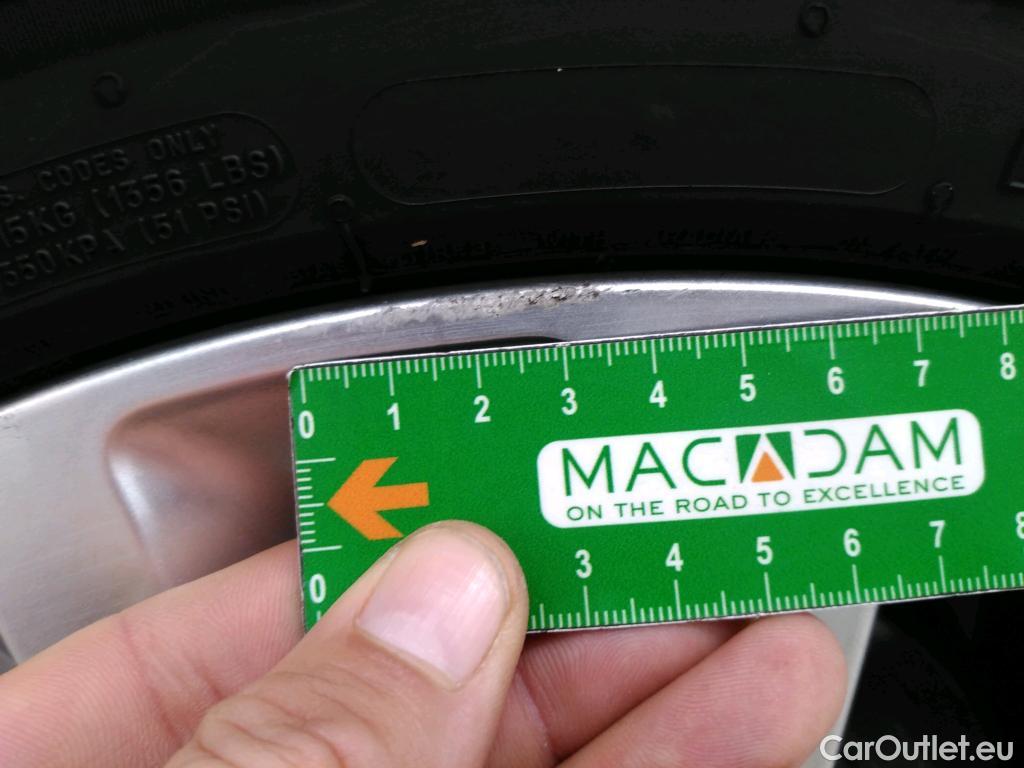 S. CODES ONLY
15KG (1356 LBS)
350KPA (51 PSI)
0 1 2 3 4 5 6 7 8
MACADAM
ON THE ROAD TO EXCELLENCE
0 3 4 5 6 7 8
CarOutlet.eu